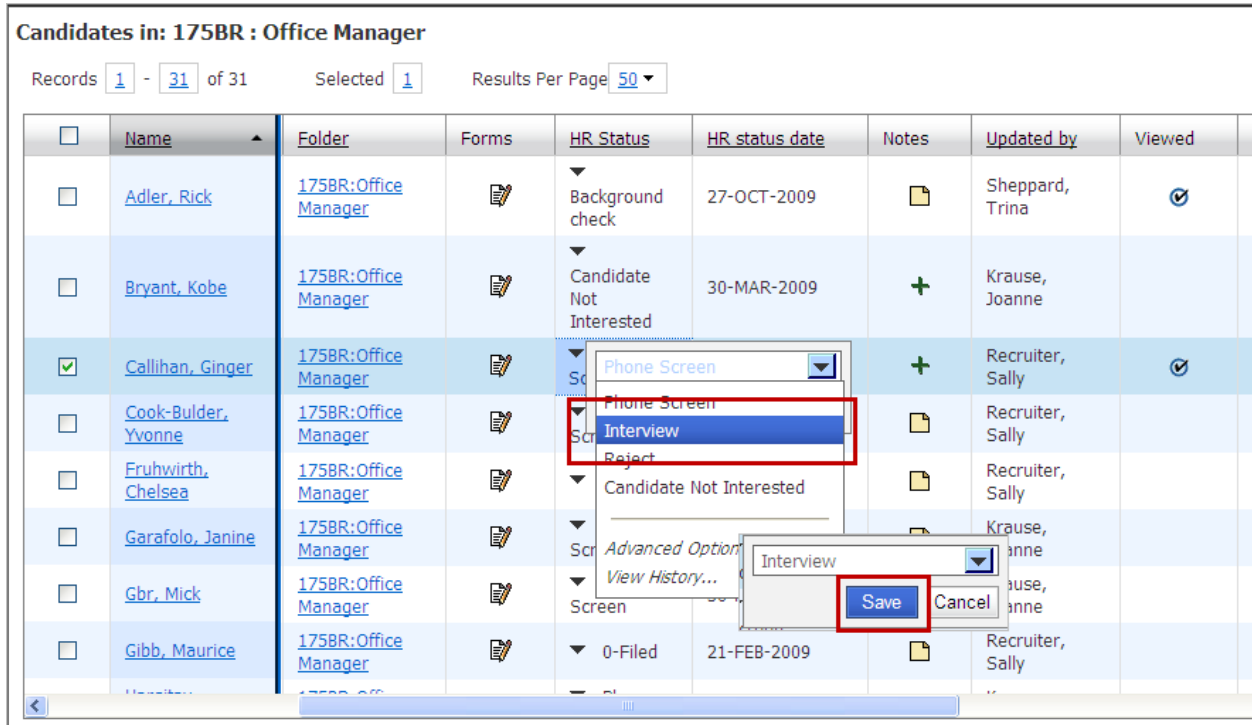 Candidates in: 175BR : Office Manager
Records 1 - 31 of 31 Selected 1 Results Per Page 50
Name Folder Forms HR Status HR status date Notes Updated by Viewed
Adler, Rick
175BR:Office
Manager
Background
check
27-OCT-2009
Sheppard,
Trina
Bryant, Kobe
175BR:Office
Manager
Candidate
Not
Interested
30-MAR-2009
Krause,
Joanne
Callihan, Ginger
175BR:Office
Manager
Recruiter,
Sally
Phone Screen
Phone Screen
Interview
Reject
Candidate Not Interested
Advanced Option
View History...
Interview
Save Cancel
Cook-Bulder,
Yvonne
175BR:Office
Manager
Scr
Recruiter,
Sally
Fruhwirth,
Chelsea
175BR:Office
Manager
Recruiter,
Sally
Garafolo, Janine
175BR:Office
Manager
Scr
Krause,
anne
Gbr, Mick
175BR:Office
Manager
Screen
ause,
anne
Gibb, Maurice
175BR:Office
Manager
0-Filed
21-FEB-2009
Recruiter,
Sally